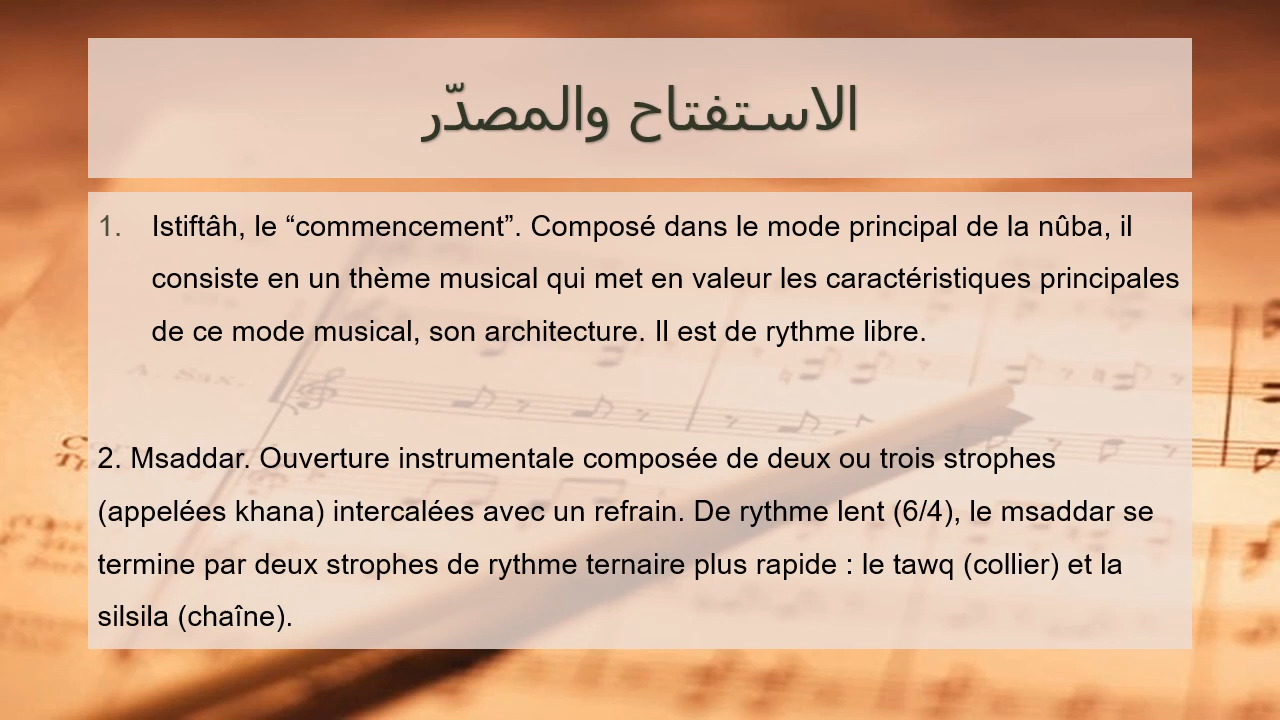 الاستفتاح والمصدّر
1. Istiftâh, le “commencement”. Composé dans le mode principal de la nûba, il
consiste en un thème musical qui met en valeur les caractéristiques principales
de ce mode musical, son architecture. Il est de rythme libre.
A. Sax.
2. Msaddar. Ouverture instrumentale composée de deux ou trois strophes
(appelées khana) intercalées avec un refrain. De rythme lent (6/4), le msaddar se
termine par deux strophes de rythme ternaire plus rapide : le tawq (collier) et la
silsila (chaîne).